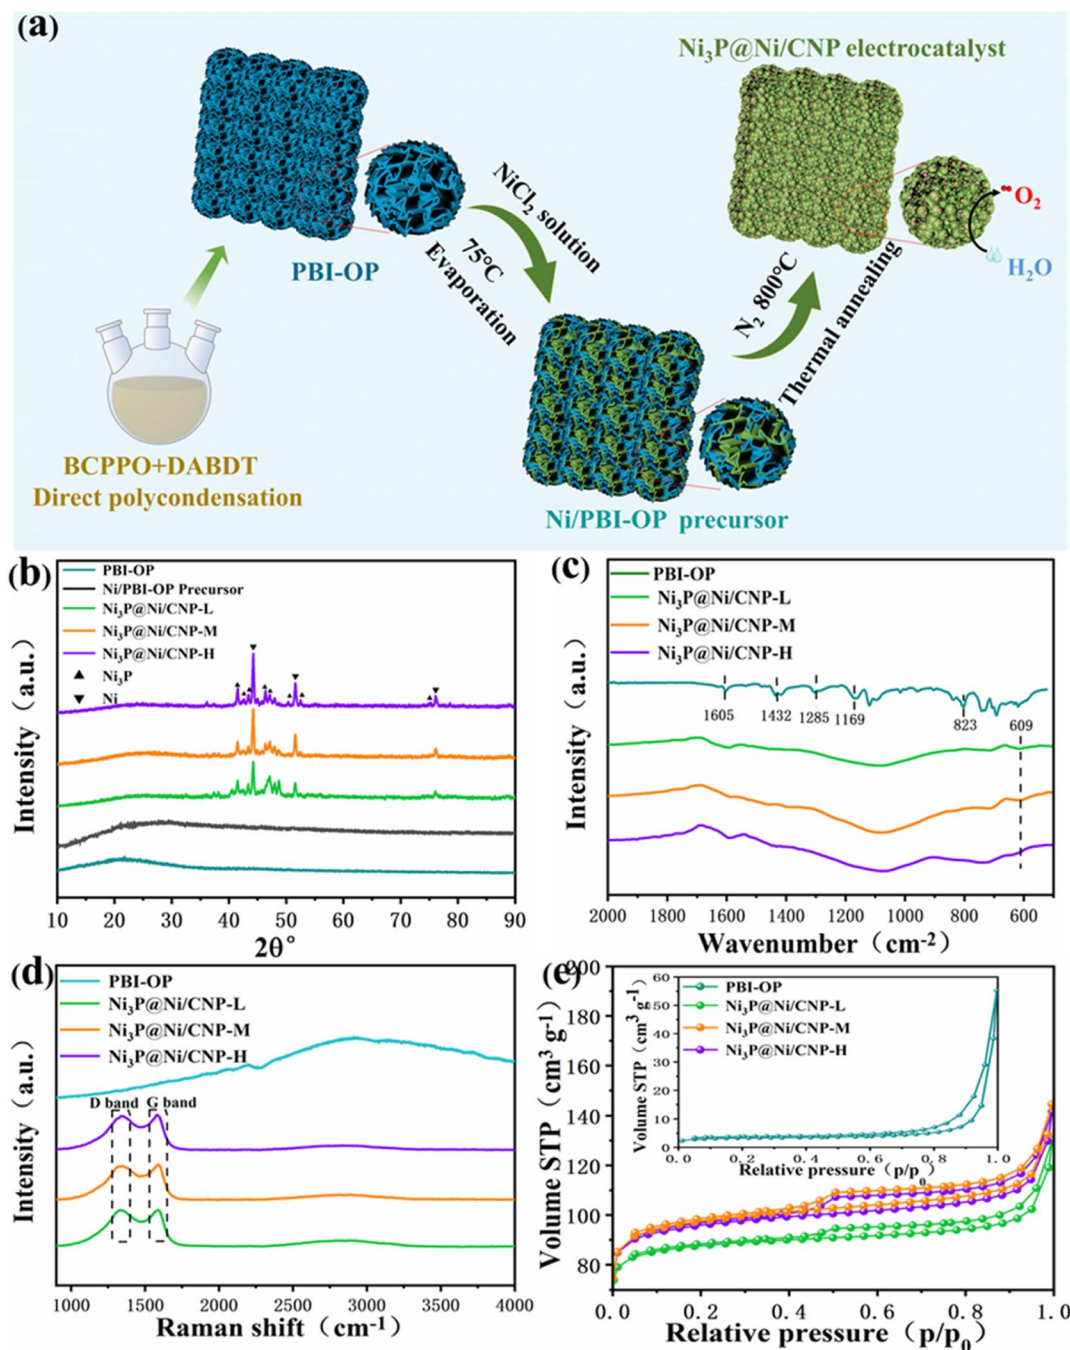 (a)
Ni₃P@Ni/CNP electrocatalyst
NiCl₂ solution
75℃
Evaporation
PBI-OP
O₂
H₂O
N₂ 800℃
Thermal annealing
BCPPO+DABDT
Direct polycondensation
Ni/PBI-OP precursor
(b)
PBI-OP
Ni/PBI-OP Precursor
Ni₃P@Ni/CNP-L
Ni₃P@Ni/CNP-M
Ni₃P@Ni/CNP-H
▲ Ni₃P
▼ Ni
Intensity（a.u.）
10 20 30 40 50 60 70 80 90
2θ°
(c)
PBI-OP
Ni₃P@Ni/CNP-L
Ni₃P@Ni/CNP-M
Ni₃P@Ni/CNP-H
1605 1432 1285 1169 823 609
Intensity（a.u.）
2000 1800 1600 1400 1200 1000 800 600
Wavenumber（cm⁻²）
(d)
PBI-OP
Ni₃P@Ni/CNP-L
Ni₃P@Ni/CNP-M
Ni₃P@Ni/CNP-H
D band G band
Intensity（a.u.）
1000 1500 2000 2500 3000 3500 4000
Raman shift（cm⁻¹）
(e)
200
180
160
140
120
100
80
Volume STP（cm³ g⁻¹）
60
50
40
30
20
10
0
Volume STP（cm³ g⁻¹）
PBI-OP
Ni₃P@Ni/CNP-L
Ni₃P@Ni/CNP-M
Ni₃P@Ni/CNP-H
0.0 0.2 0.4 0.6 0.8 1.0
Relative pressure（p/p₀）
0.0 0.2 0.4 0.6 0.8 1.0
Relative pressure（p/p₀）